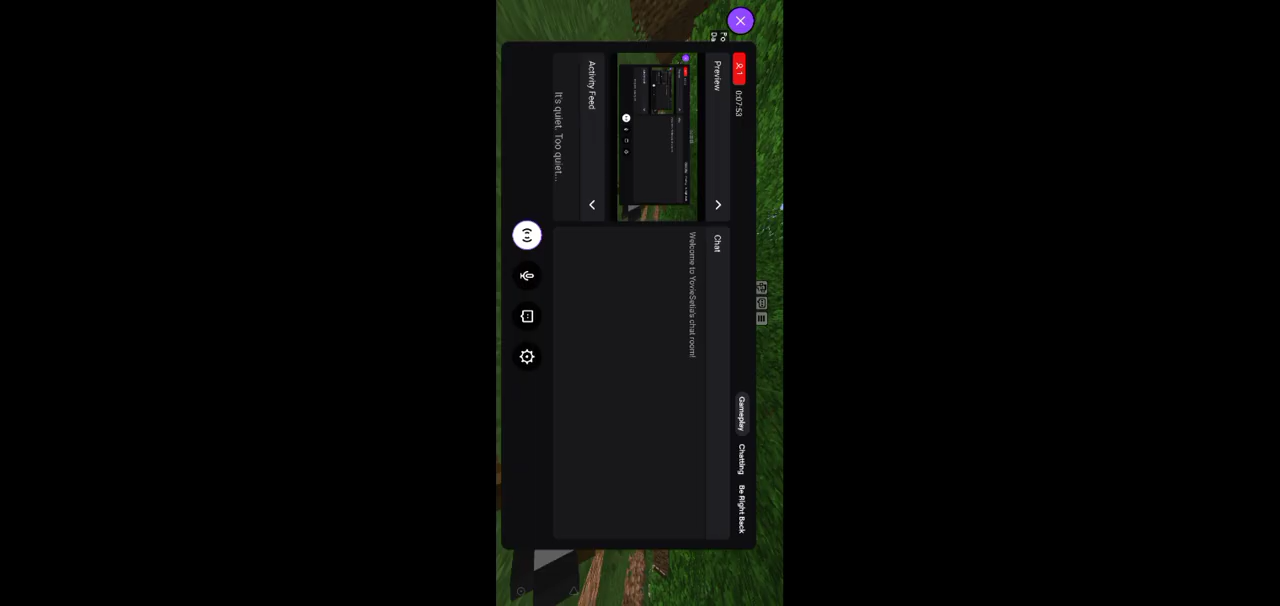 1 0:07:53 Gameplay Chatting Be Right Back
Preview
Chat
Welcome to YovieSetia's chat room!
Activity Feed
It's quiet. Too quiet...